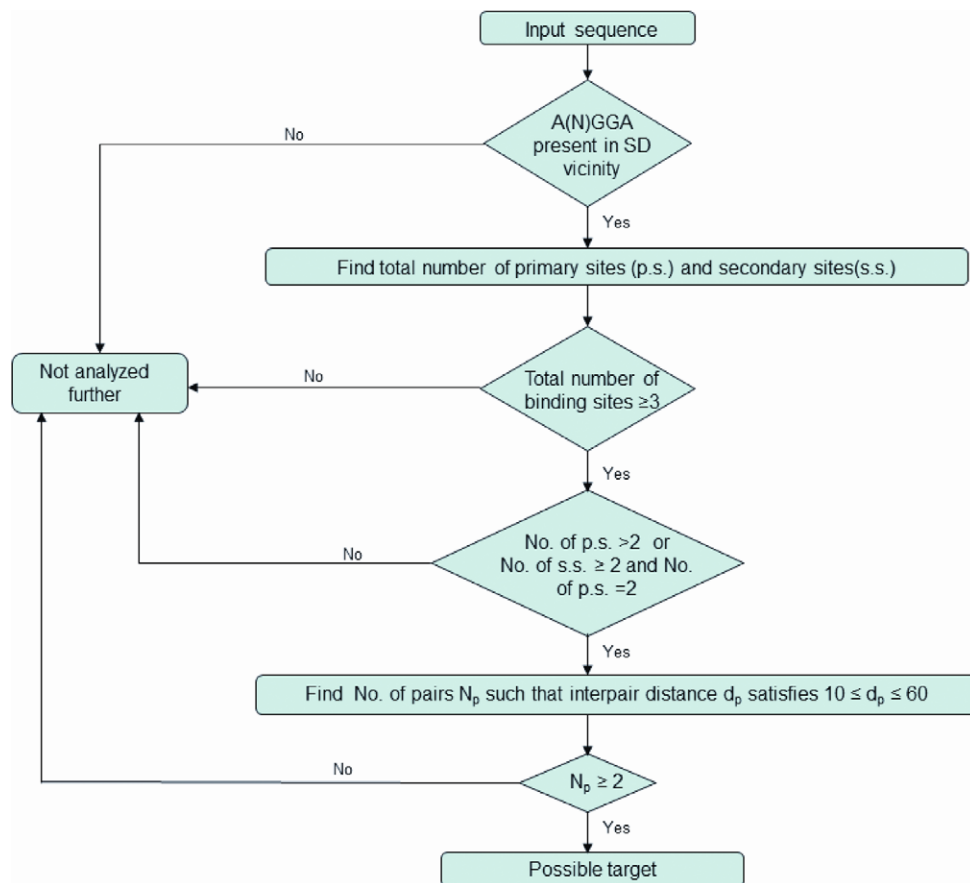 Input sequence
A(N)GGA
present in SD
vicinity
No
Yes
Find total number of primary sites (p.s.) and secondary sites(s.s.)
Not analyzed
further
No
Total number of
binding sites ≥3
Yes
No. of p.s. >2 or
No. of s.s. ≥ 2 and No.
of p.s. =2
No
Yes
Find No. of pairs Np such that interpair distance dp satisfies 10 ≤ dp ≤ 60
No
Np ≥ 2
Yes
Possible target